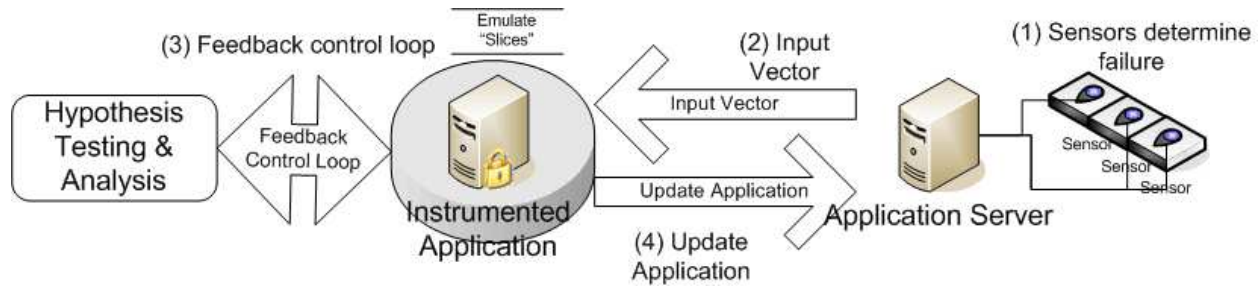 Emulate
“Slices”
(3) Feedback control loop
(2) Input
Vector
(1) Sensors determine
failure
Hypothesis
Testing &
Analysis
Feedback
Control Loop
Input Vector
Update Application
Sensor
Sensor
Sensor
Instrumented
Application
Application Server
(4) Update
Application